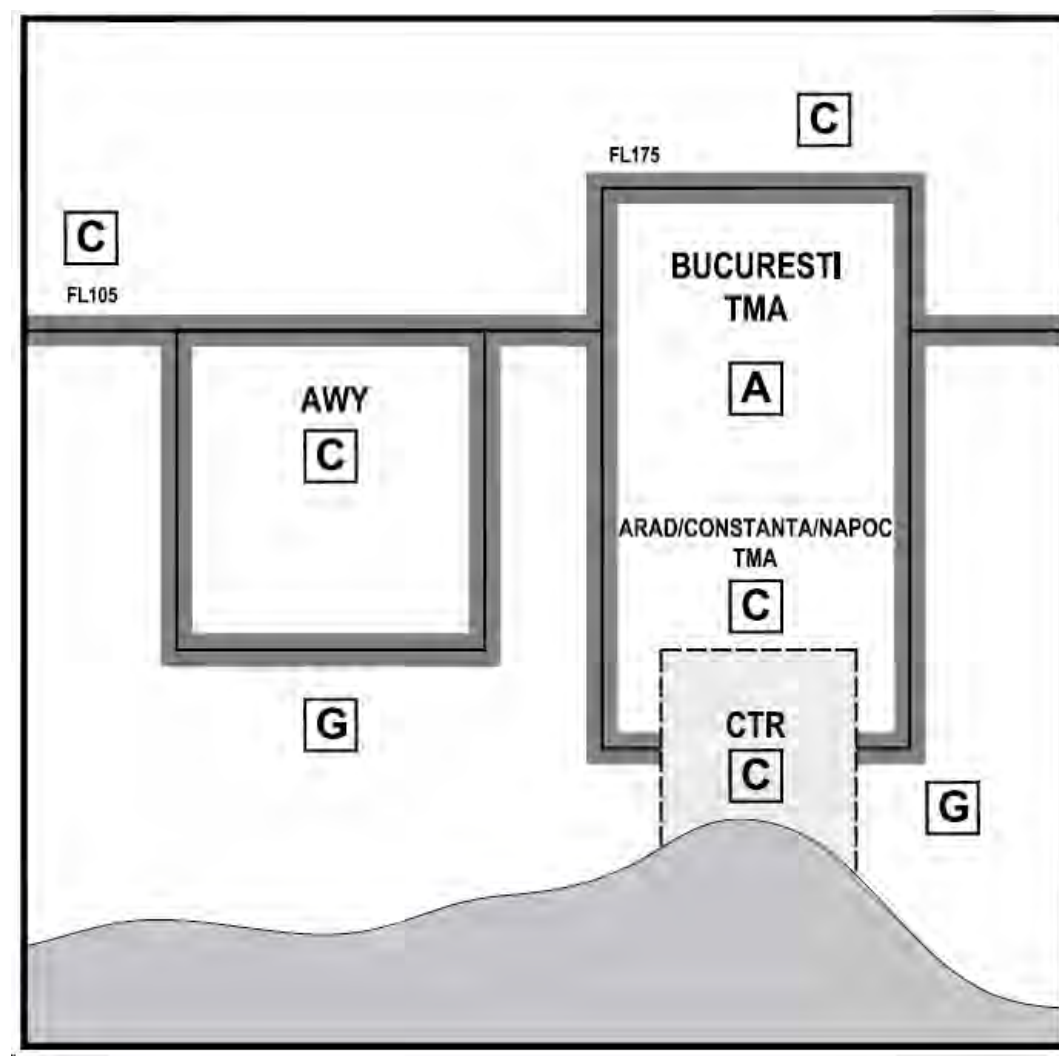 C
FL175
C
FL105
BUCURESTI
TMA
A
AWY
C
ARAD/CONSTANTA/NAPOC
TMA
C
G
CTR
C
G